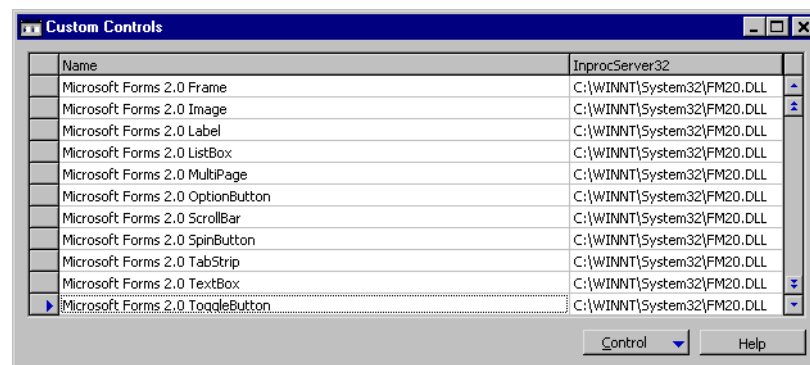 Custom Controls
Name InprocServer32
Microsoft Forms 2.0 Frame C:\WINNT\System32\FM20.DLL
Microsoft Forms 2.0 Image C:\WINNT\System32\FM20.DLL
Microsoft Forms 2.0 Label C:\WINNT\System32\FM20.DLL
Microsoft Forms 2.0 ListBox C:\WINNT\System32\FM20.DLL
Microsoft Forms 2.0 MultiPage C:\WINNT\System32\FM20.DLL
Microsoft Forms 2.0 OptionButton C:\WINNT\System32\FM20.DLL
Microsoft Forms 2.0 ScrollBar C:\WINNT\System32\FM20.DLL
Microsoft Forms 2.0 SpinButton C:\WINNT\System32\FM20.DLL
Microsoft Forms 2.0 TabStrip C:\WINNT\System32\FM20.DLL
Microsoft Forms 2.0 TextBox C:\WINNT\System32\FM20.DLL
Microsoft Forms 2.0 ToggleButton C:\WINNT\System32\FM20.DLL
Control Help